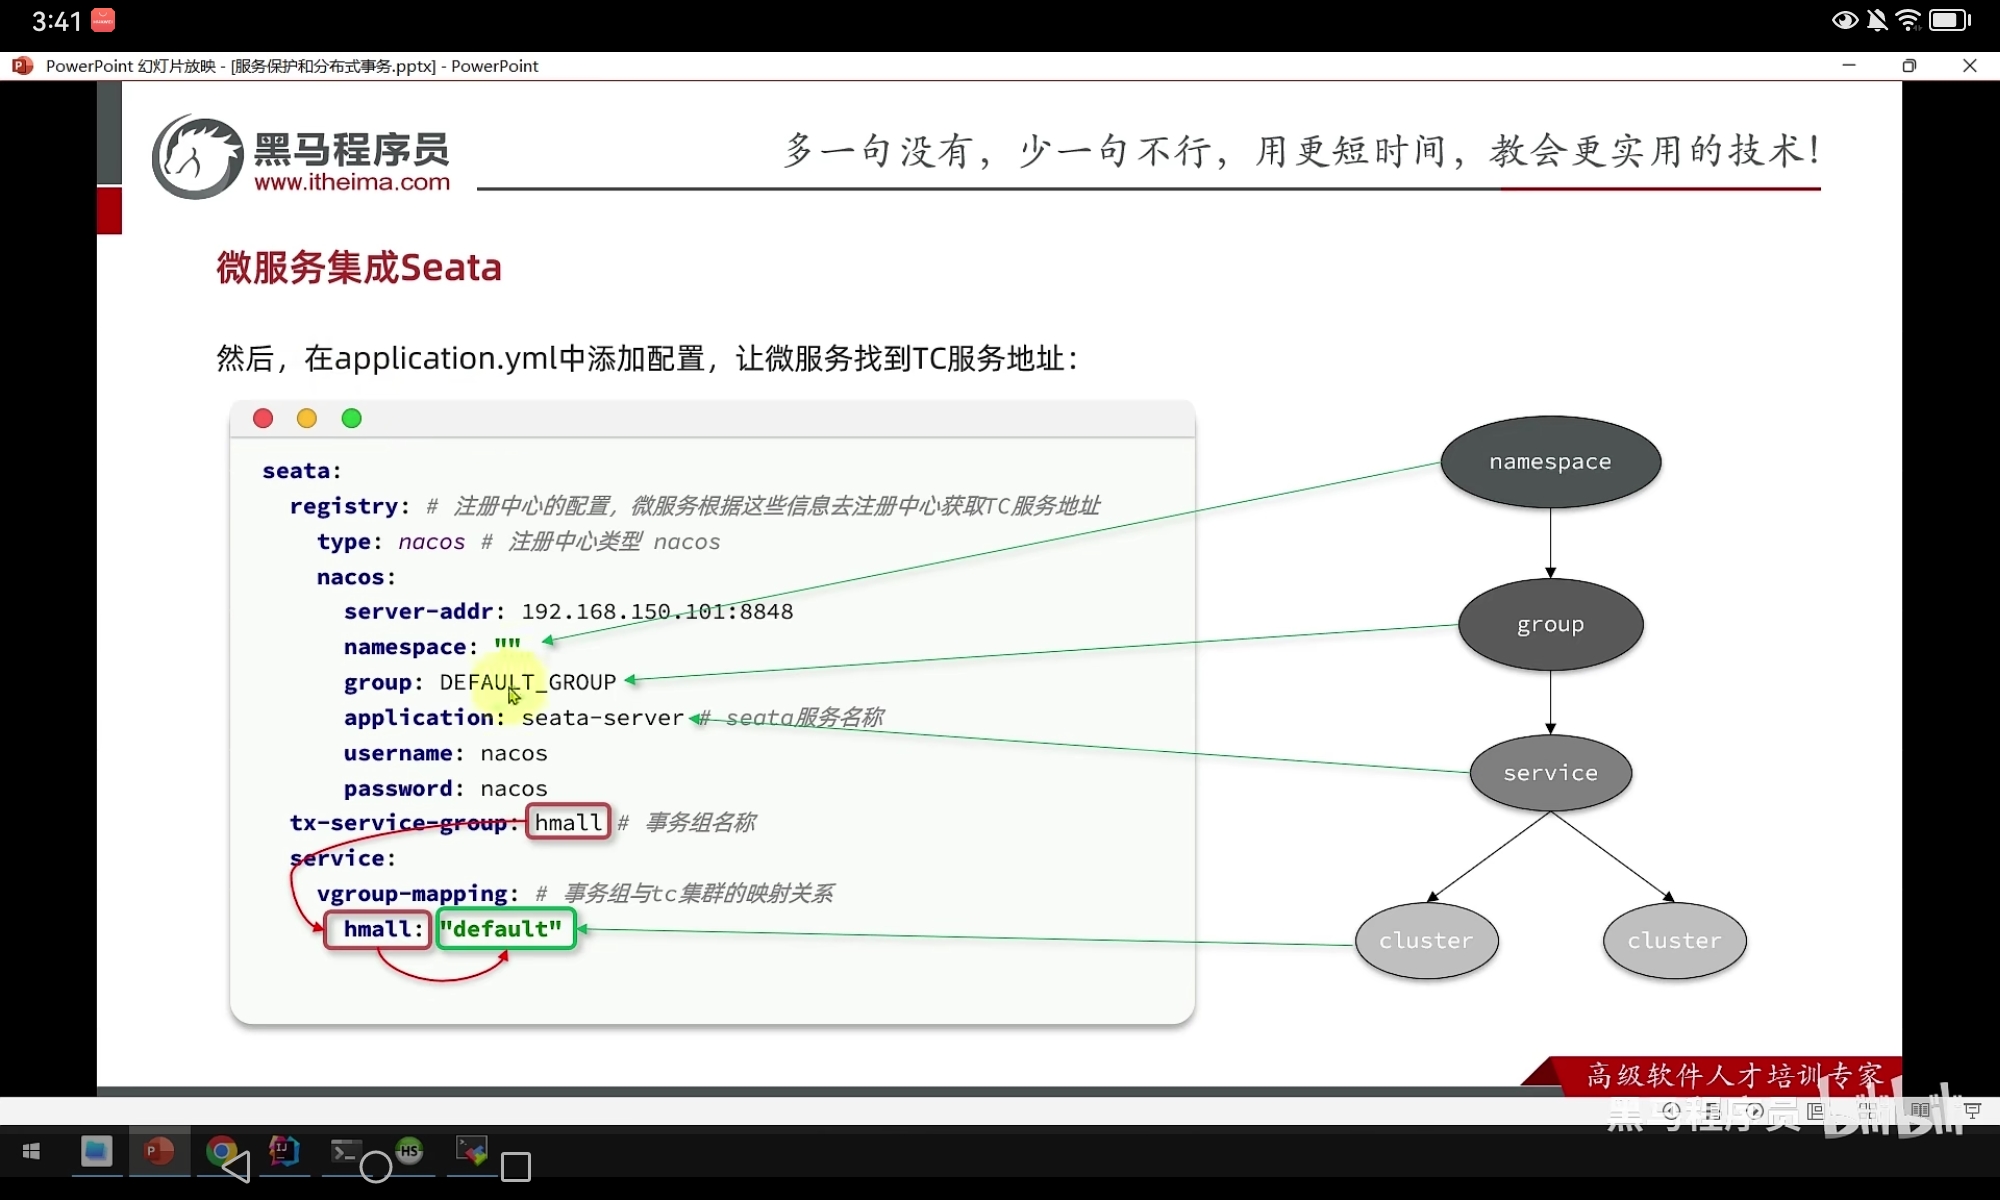 3:41
HUAWEI
PowerPoint 幻灯片放映 - [服务保护和分布式事务.pptx] - PowerPoint
黑马程序员
www.itheima.com
多一句没有，少一句不行，用更短时间，教会更实用的技术！
微服务集成Seata
然后，在application.yml中添加配置，让微服务找到TC服务地址：
seata:
registry: # 注册中心的配置，微服务根据这些信息去注册中心获取TC服务地址
type: nacos # 注册中心类型 nacos
nacos:
server-addr: 192.168.150.101:8848
namespace: ""
group: DEFAULT_GROUP
application: seata-server # seata服务名称
username: nacos
password: nacos
tx-service-group: hmall # 事务组名称
service:
vgroup-mapping: # 事务组与tc集群的映射关系
hmall: "default"
namespace
group
service
cluster
cluster
高级软件人才培训专家
黑马程序员 bilibili
P
IJ
HS